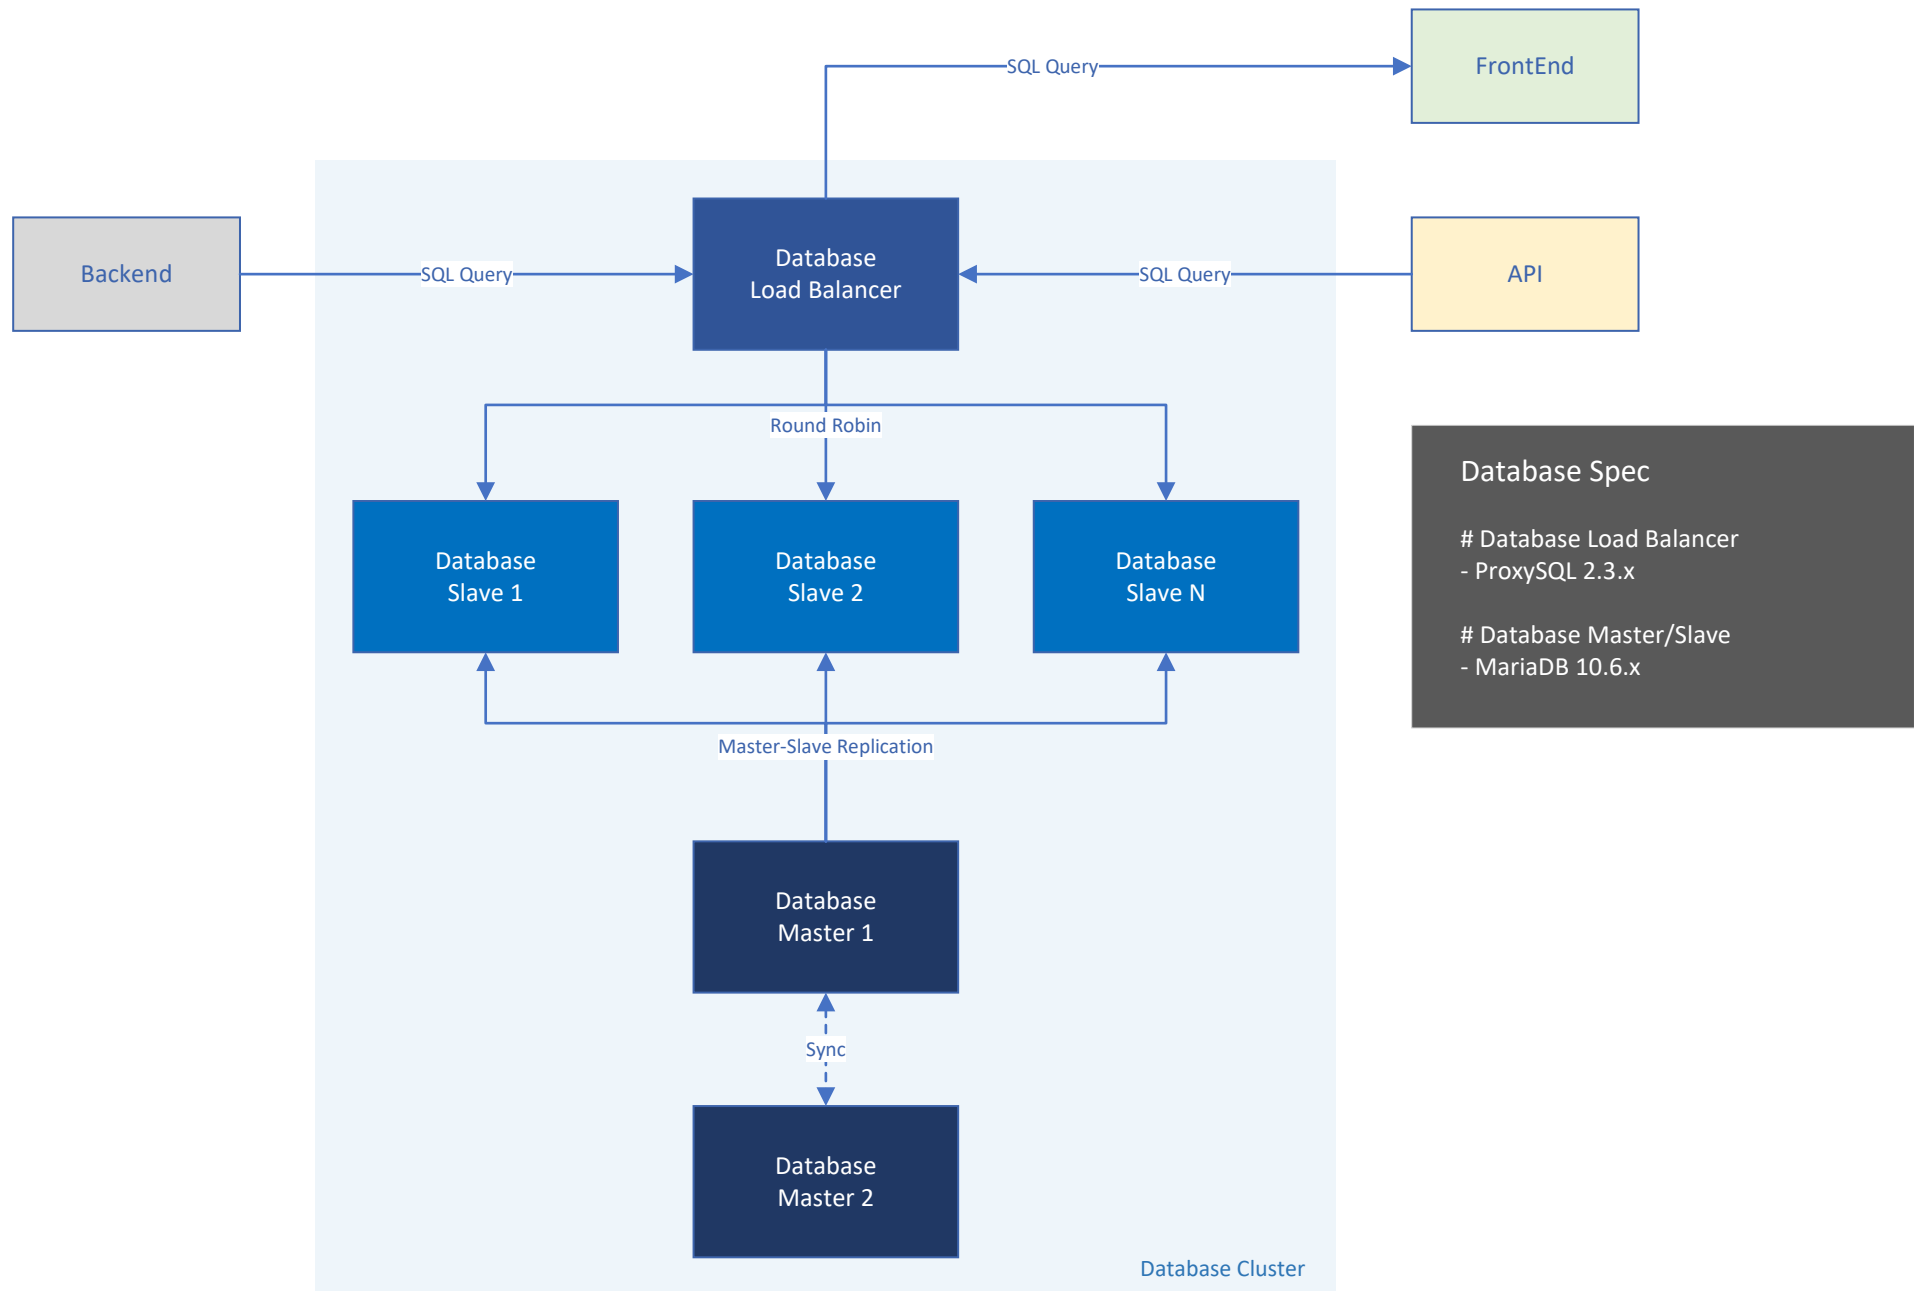 SQL Query
FrontEnd
Backend
SQL Query
Database
Load Balancer
SQL Query
API
Round Robin
Database
Slave 1
Database
Slave 2
Database
Slave N
Database Spec
# Database Load Balancer
- ProxySQL 2.3.x
# Database Master/Slave
- MariaDB 10.6.x
Master-Slave Replication
Database
Master 1
Sync
Database
Master 2
Database Cluster